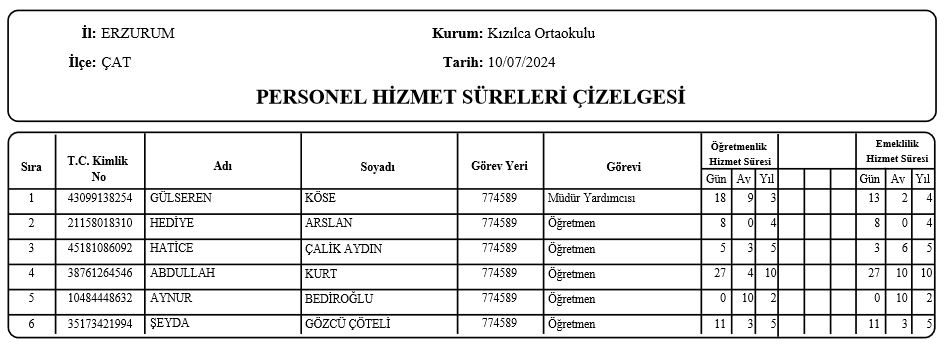 İl: ERZURUM Kurum: Kızılca Ortaokulu
İlçe: ÇAT Tarih: 10/07/2024
PERSONEL HİZMET SÜRELERİ ÇİZELGESİ
Sıra T.C. Kimlik No Adı Soyadı Görev Yeri Görevi Öğretmenlik Hizmet Süresi Emeklilik Hizmet Süresi
Gün Ay Yıl Gün Ay Yıl
1 43099138254 GÜLSEREN KÖSE 774589 Müdür Yardımcısı 18 9 3 13 2 4
2 21158018310 HEDİYE ARSLAN 774589 Öğretmen 8 0 4 8 0 4
3 45181086092 HATİCE ÇALİK AYDIN 774589 Öğretmen 5 3 5 3 6 5
4 38761264546 ABDULLAH KURT 774589 Öğretmen 27 4 10 27 10 10
5 10484448632 AYNUR BEDİROĞLU 774589 Öğretmen 0 10 2 0 10 2
6 35173421994 ŞEYDA GÖZCÜ ÇÖTELİ 774589 Öğretmen 11 3 5 11 3 5